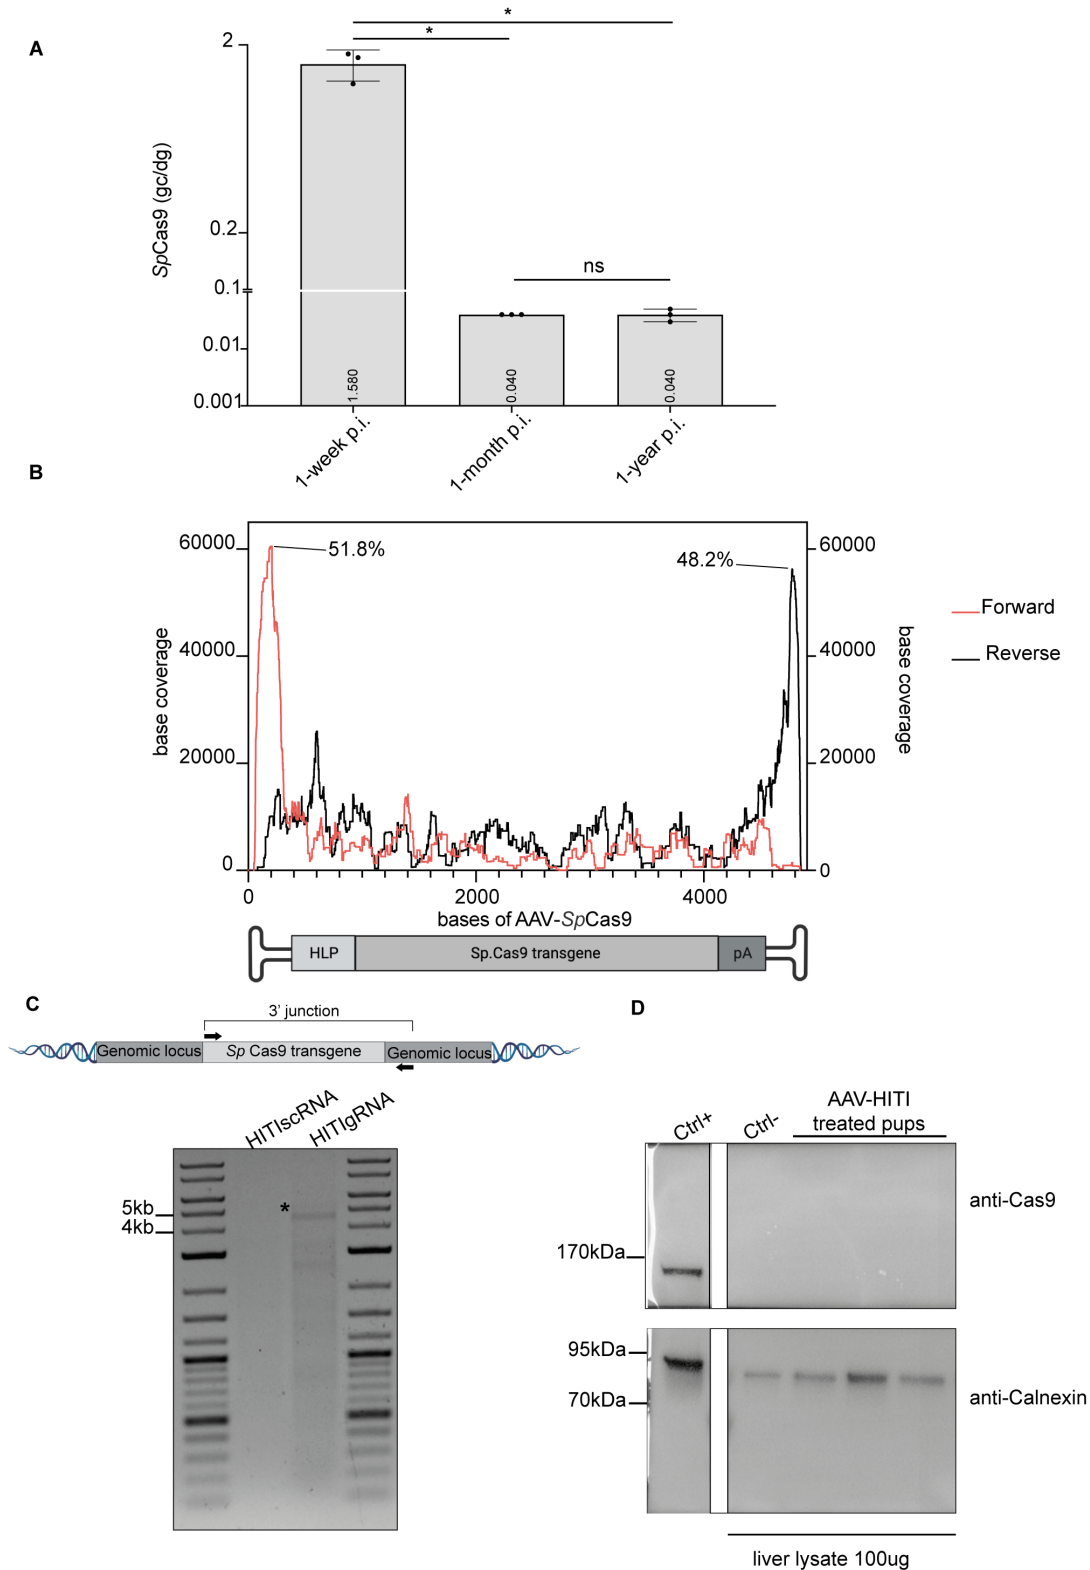 A
*
*
2
0.2
0.1
0.01
0.001
SpCas9 (gc/dg)
ns
1.580
0.040
0.040
1-week p.i.
1-month p.i.
1-year p.i.
B
60000
40000
20000
0
base coverage
51.8%
48.2%
60000
40000
20000
0
base coverage
Forward
Reverse
0
2000
4000
bases of AAV-SpCas9
HLP
Sp.Cas9 transgene
pA
C
3' junction
Genomic locus
Sp Cas9 transgene
Genomic locus
HITIscRNA
HITIgRNA
5kb
4kb
*
D
Ctrl+
Ctrl-
AAV-HITI
treated pups
anti-Cas9
170kDa
95kDa
70kDa
anti-Calnexin
liver lysate 100ug